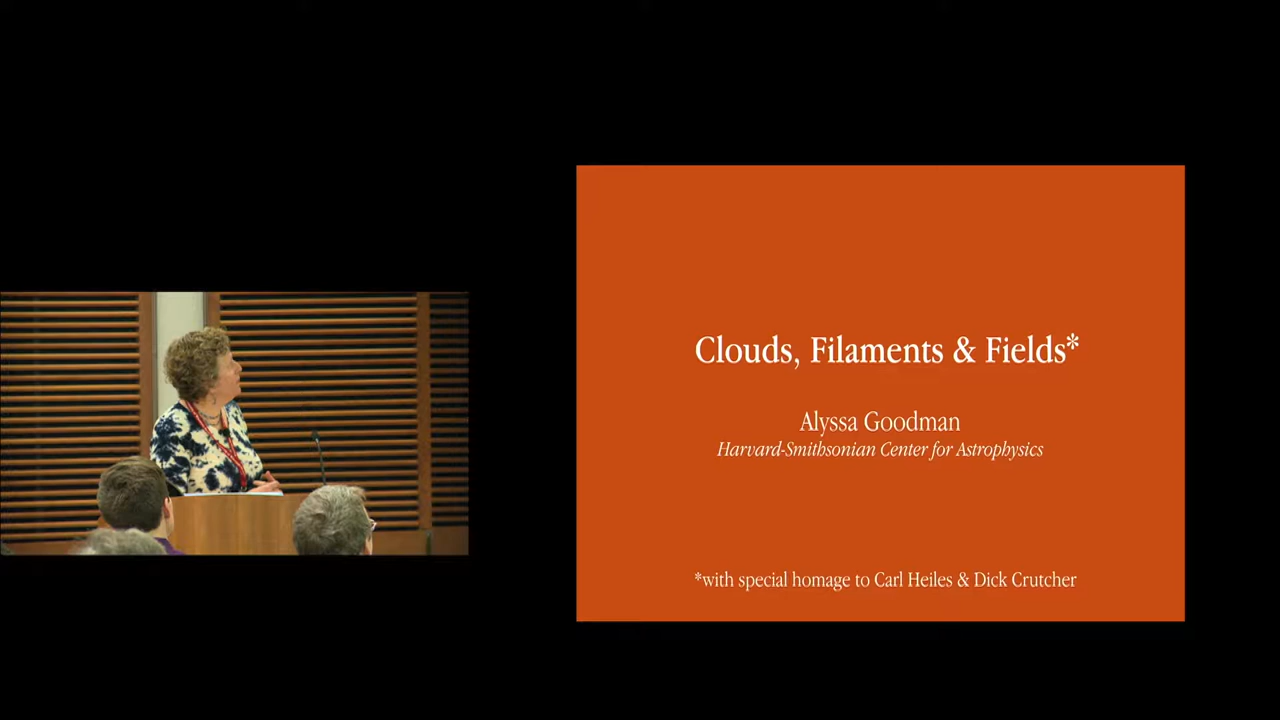 Clouds, Filaments & Fields*
Alyssa Goodman
Harvard-Smithsonian Center for Astrophysics
*with special homage to Carl Heiles & Dick Crutcher